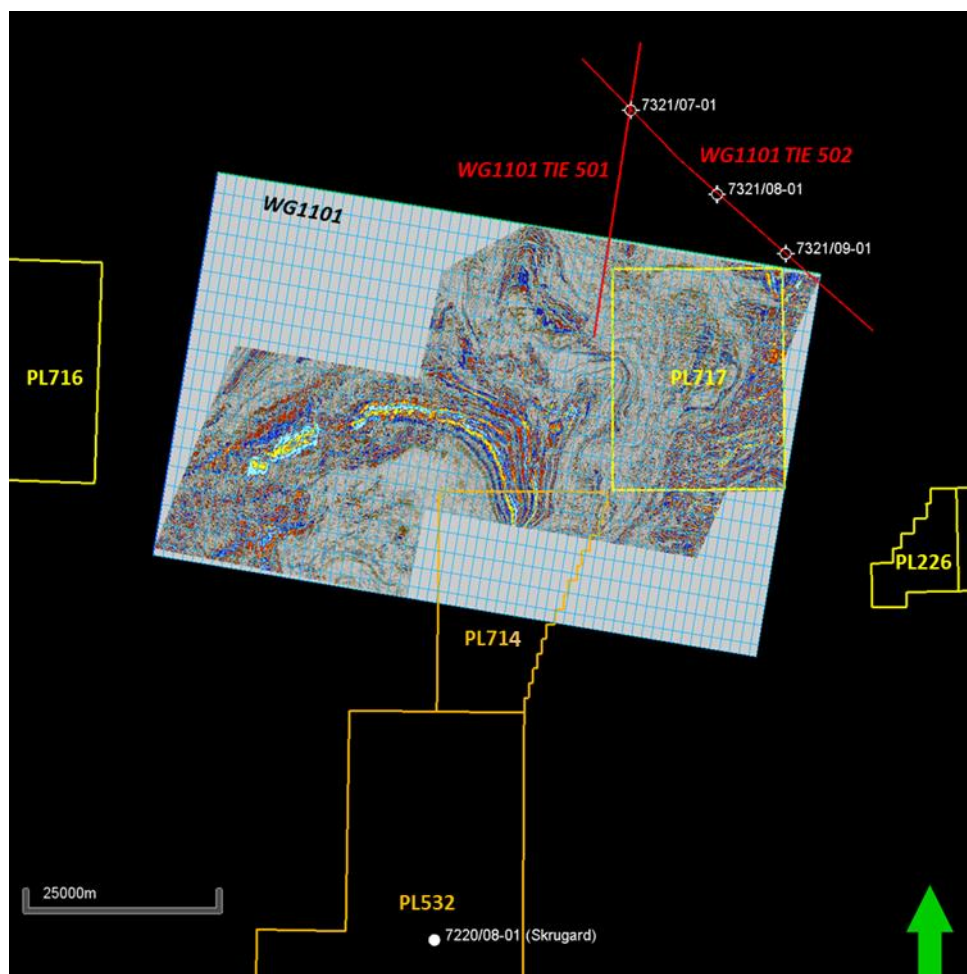 7321/07-01
WG1101 TIE 501
WG1101 TIE 502
7321/08-01
WG1101
7321/09-01
PL716
PL717
PL226
PL714
25000m
PL532
7220/08-01 (Skrugard)